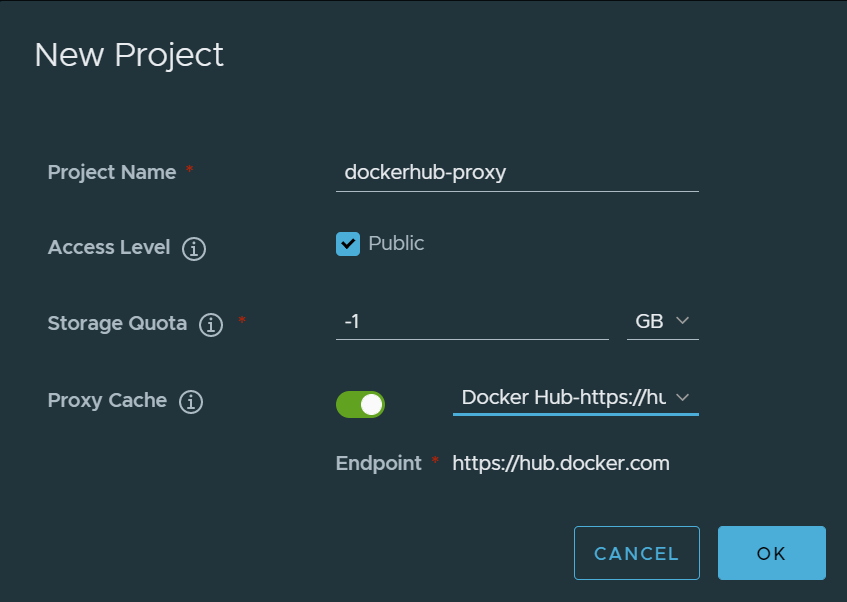 New Project
Project Name *
dockerhub-proxy
Access Level
Public
Storage Quota *
-1
GB
Proxy Cache
Docker Hub-https://hu
Endpoint *
https://hub.docker.com
CANCEL
OK